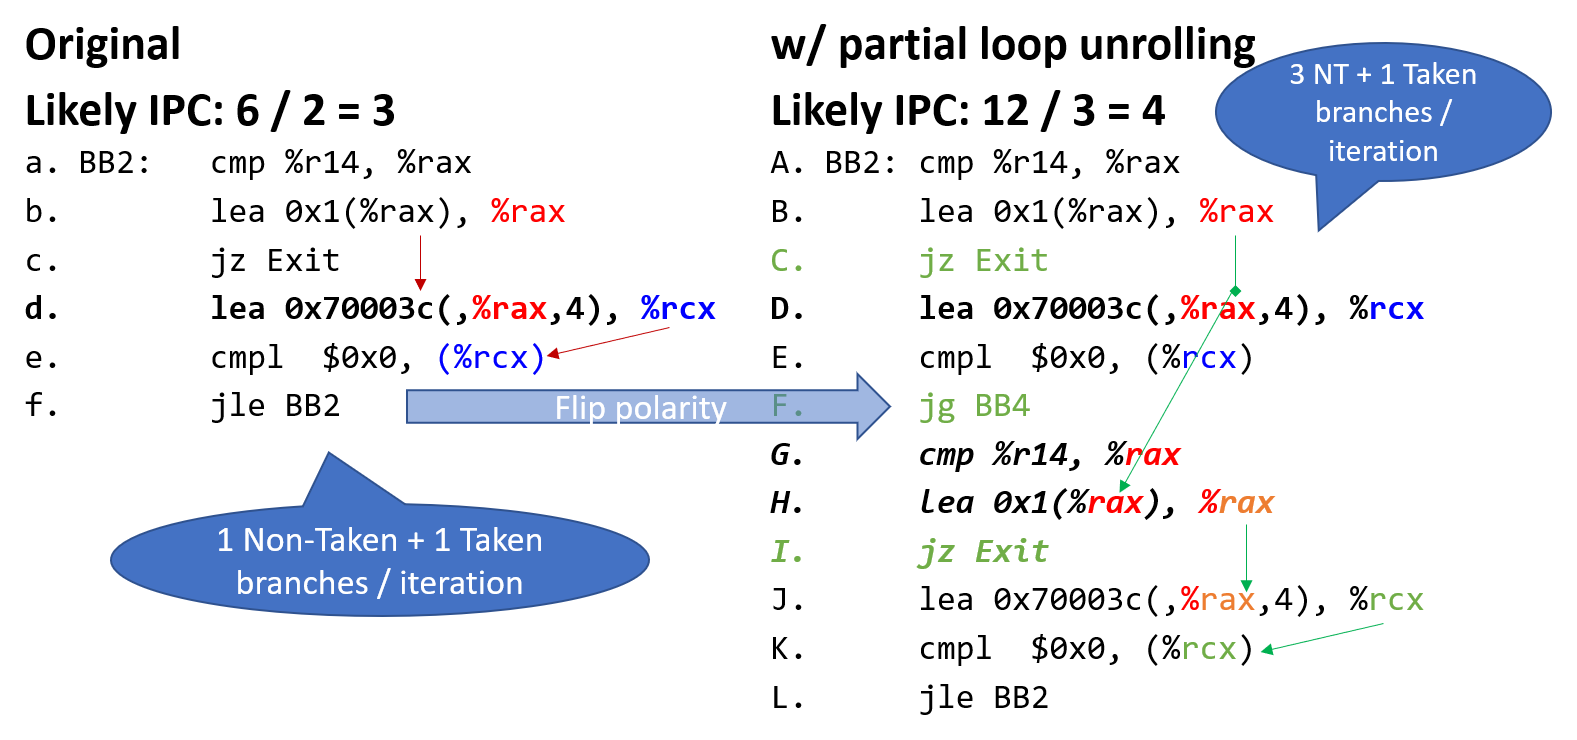 Original
Likely IPC: 6 / 2 = 3
a. BB2: cmp %r14, %rax
b. lea 0x1(%rax), %rax
c. jz Exit
d. lea 0x70003c(,%rax,4), %rcx
e. cmpl $0x0, (%rcx)
f. jle BB2
1 Non-Taken + 1 Taken
branches / iteration
Flip polarity
w/ partial loop unrolling
Likely IPC: 12 / 3 = 4
3 NT + 1 Taken
branches /
iteration
A. BB2: cmp %r14, %rax
B. lea 0x1(%rax), %rax
C. jz Exit
D. lea 0x70003c(,%rax,4), %rcx
E. cmpl $0x0, (%rcx)
F. jg BB4
G. cmp %r14, %rax
H. lea 0x1(%rax), %rax
I. jz Exit
J. lea 0x70003c(,%rax,4), %rcx
K. cmpl $0x0, (%rcx)
L. jle BB2